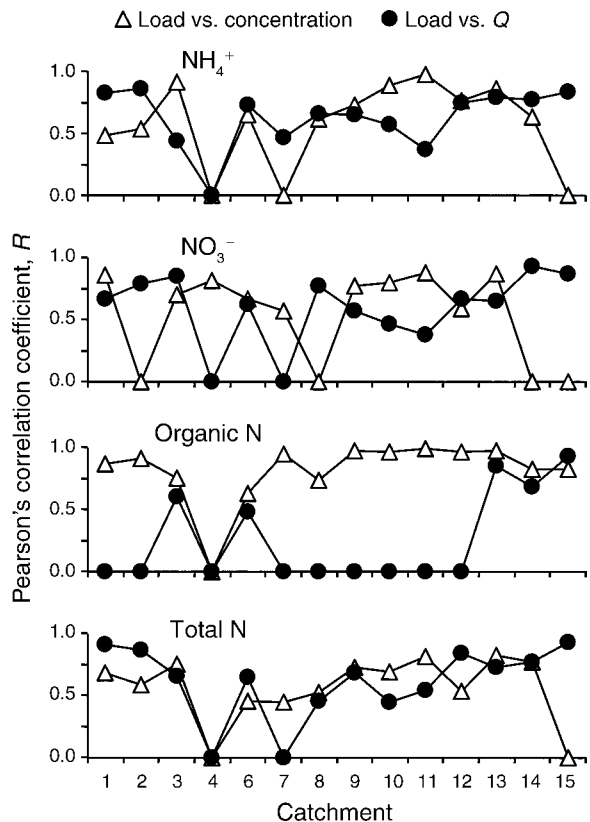 △ Load vs. concentration ● Load vs. Q
NH₄⁺
1.0
0.5
0.0
NO₃⁻
1.0
0.5
0.0
Organic N
1.0
0.5
0.0
Total N
1.0
0.5
0.0
Pearson's correlation coefficient, R
1 2 3 4 6 7 8 9 10 11 12 13 14 15
Catchment